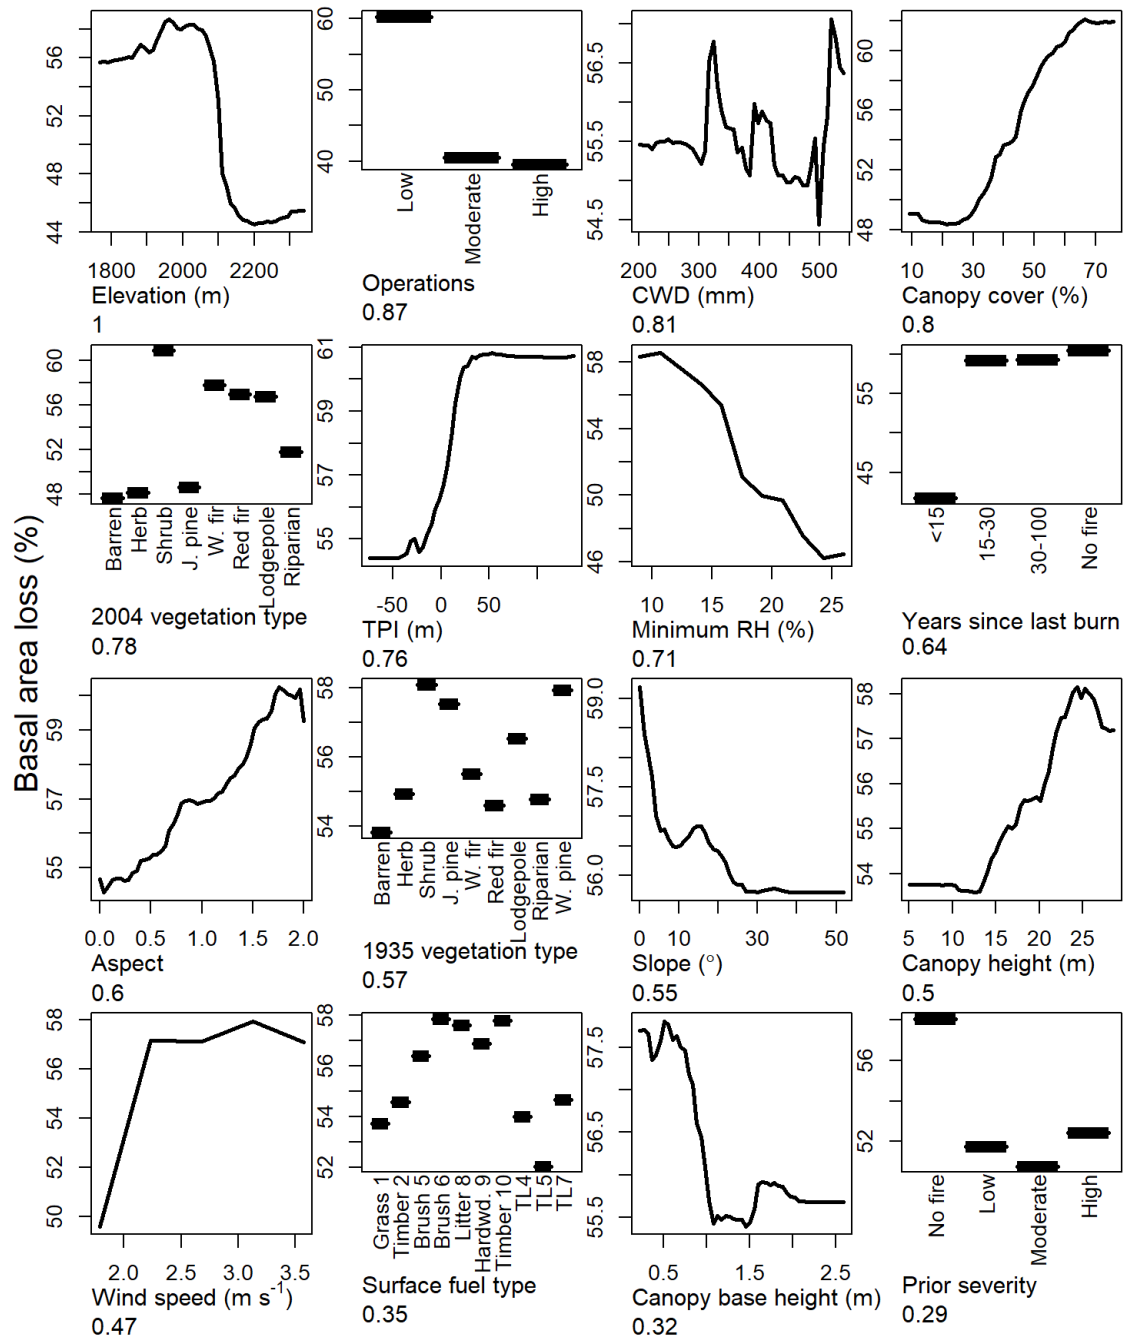 Basal area loss (%)
56
52
48
44
1800 2000 2200
Elevation (m)
1
60
50
40
Low
Moderate
High
Operations
0.87
56.5
55.5
54.5
200 300 400 500
CWD (mm)
0.81
60
56
52
48
10 30 50 70
Canopy cover (%)
0.8
60
56
52
48
Barren
Herb
Shrub
J. pine
W. fir
Red fir
Lodgepole
Riparian
2004 vegetation type
0.78
61
59
57
55
-50 0 50
TPI (m)
0.76
58
54
50
46
10 15 20 25
Minimum RH (%)
0.71
55
45
<15
15-30
30-100
No fire
Years since last burn
0.64
59
57
55
0.0 0.5 1.0 1.5 2.0
Aspect
0.6
58
56
54
Barren
Herb
Shrub
J. pine
W. fir
Red fir
Lodgepole
Riparian
W. pine
1935 vegetation type
0.57
59.0
57.5
56.0
0 10 30 50
Slope (°)
0.55
58
57
56
55
54
5 10 15 20 25
Canopy height (m)
0.5
58
56
54
52
50
2.0 2.5 3.0 3.5
Wind speed (m s-1)
0.47
58
56
54
52
Grass 1
Timber 2
Brush 5
Brush 6
Litter 8
Hardwd. 9
Timber 10
TL4
TL5
TL7
Surface fuel type
0.35
57.5
56.5
55.5
0.5 1.5 2.5
Canopy base height (m)
0.32
56
52
No fire
Low
Moderate
High
Prior severity
0.29